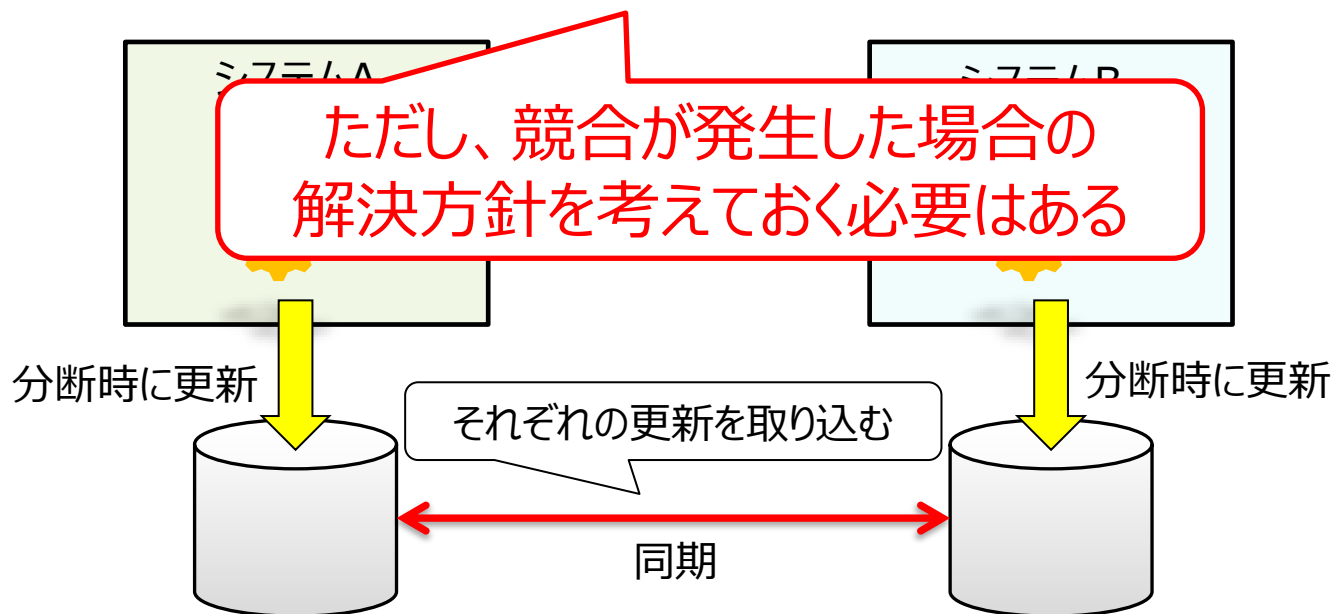 システムA
システムB
ただし、競合が発生した場合の
解決方針を考えておく必要はある
分断時に更新
分断時に更新
それぞれの更新を取り込む
同期